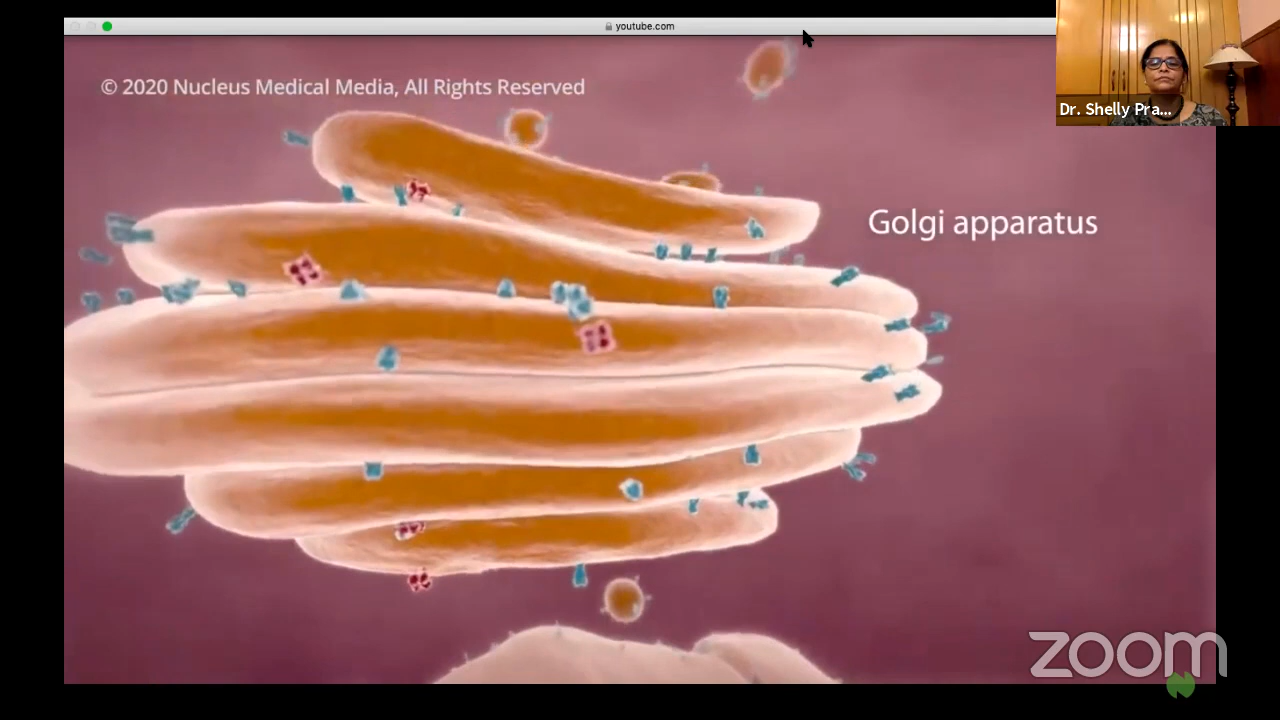 youtube.com
© 2020 Nucleus Medical Media, All Rights Reserved
Dr. Shelly Pra...
Golgi apparatus
zoom